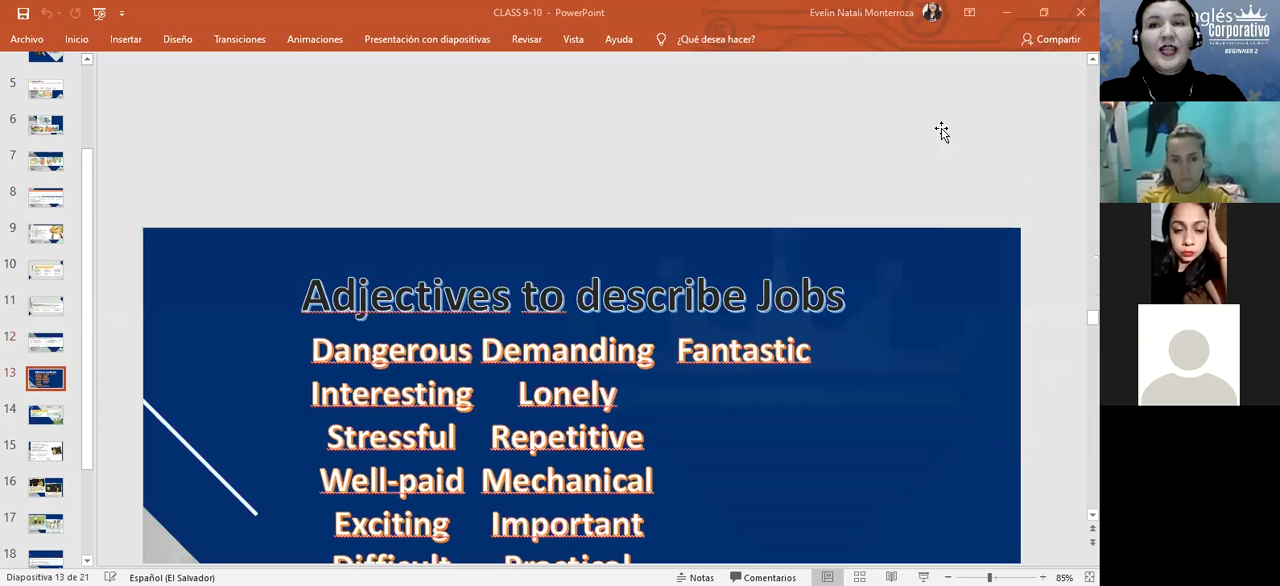 CLASS 9-10 - PowerPoint
Evelin Natali Monterroza
Archivo Inicio Insertar Diseño Transiciones Animaciones Presentación con diapositivas Revisar Vista Ayuda ¿Qué desea hacer? Compartir
Inglés
Corporativo
BEGINNER 2
5
6
7
8
9
10
11
12
13
14
15
16
17
18
Adjectives to describe Jobs
Dangerous Demanding Fantastic
Interesting Lonely
Stressful Repetitive
Well-paid Mechanical
Exciting Important
Difficult Practical
Diapositiva 13 de 21 Español (El Salvador) Notas Comentarios 85%